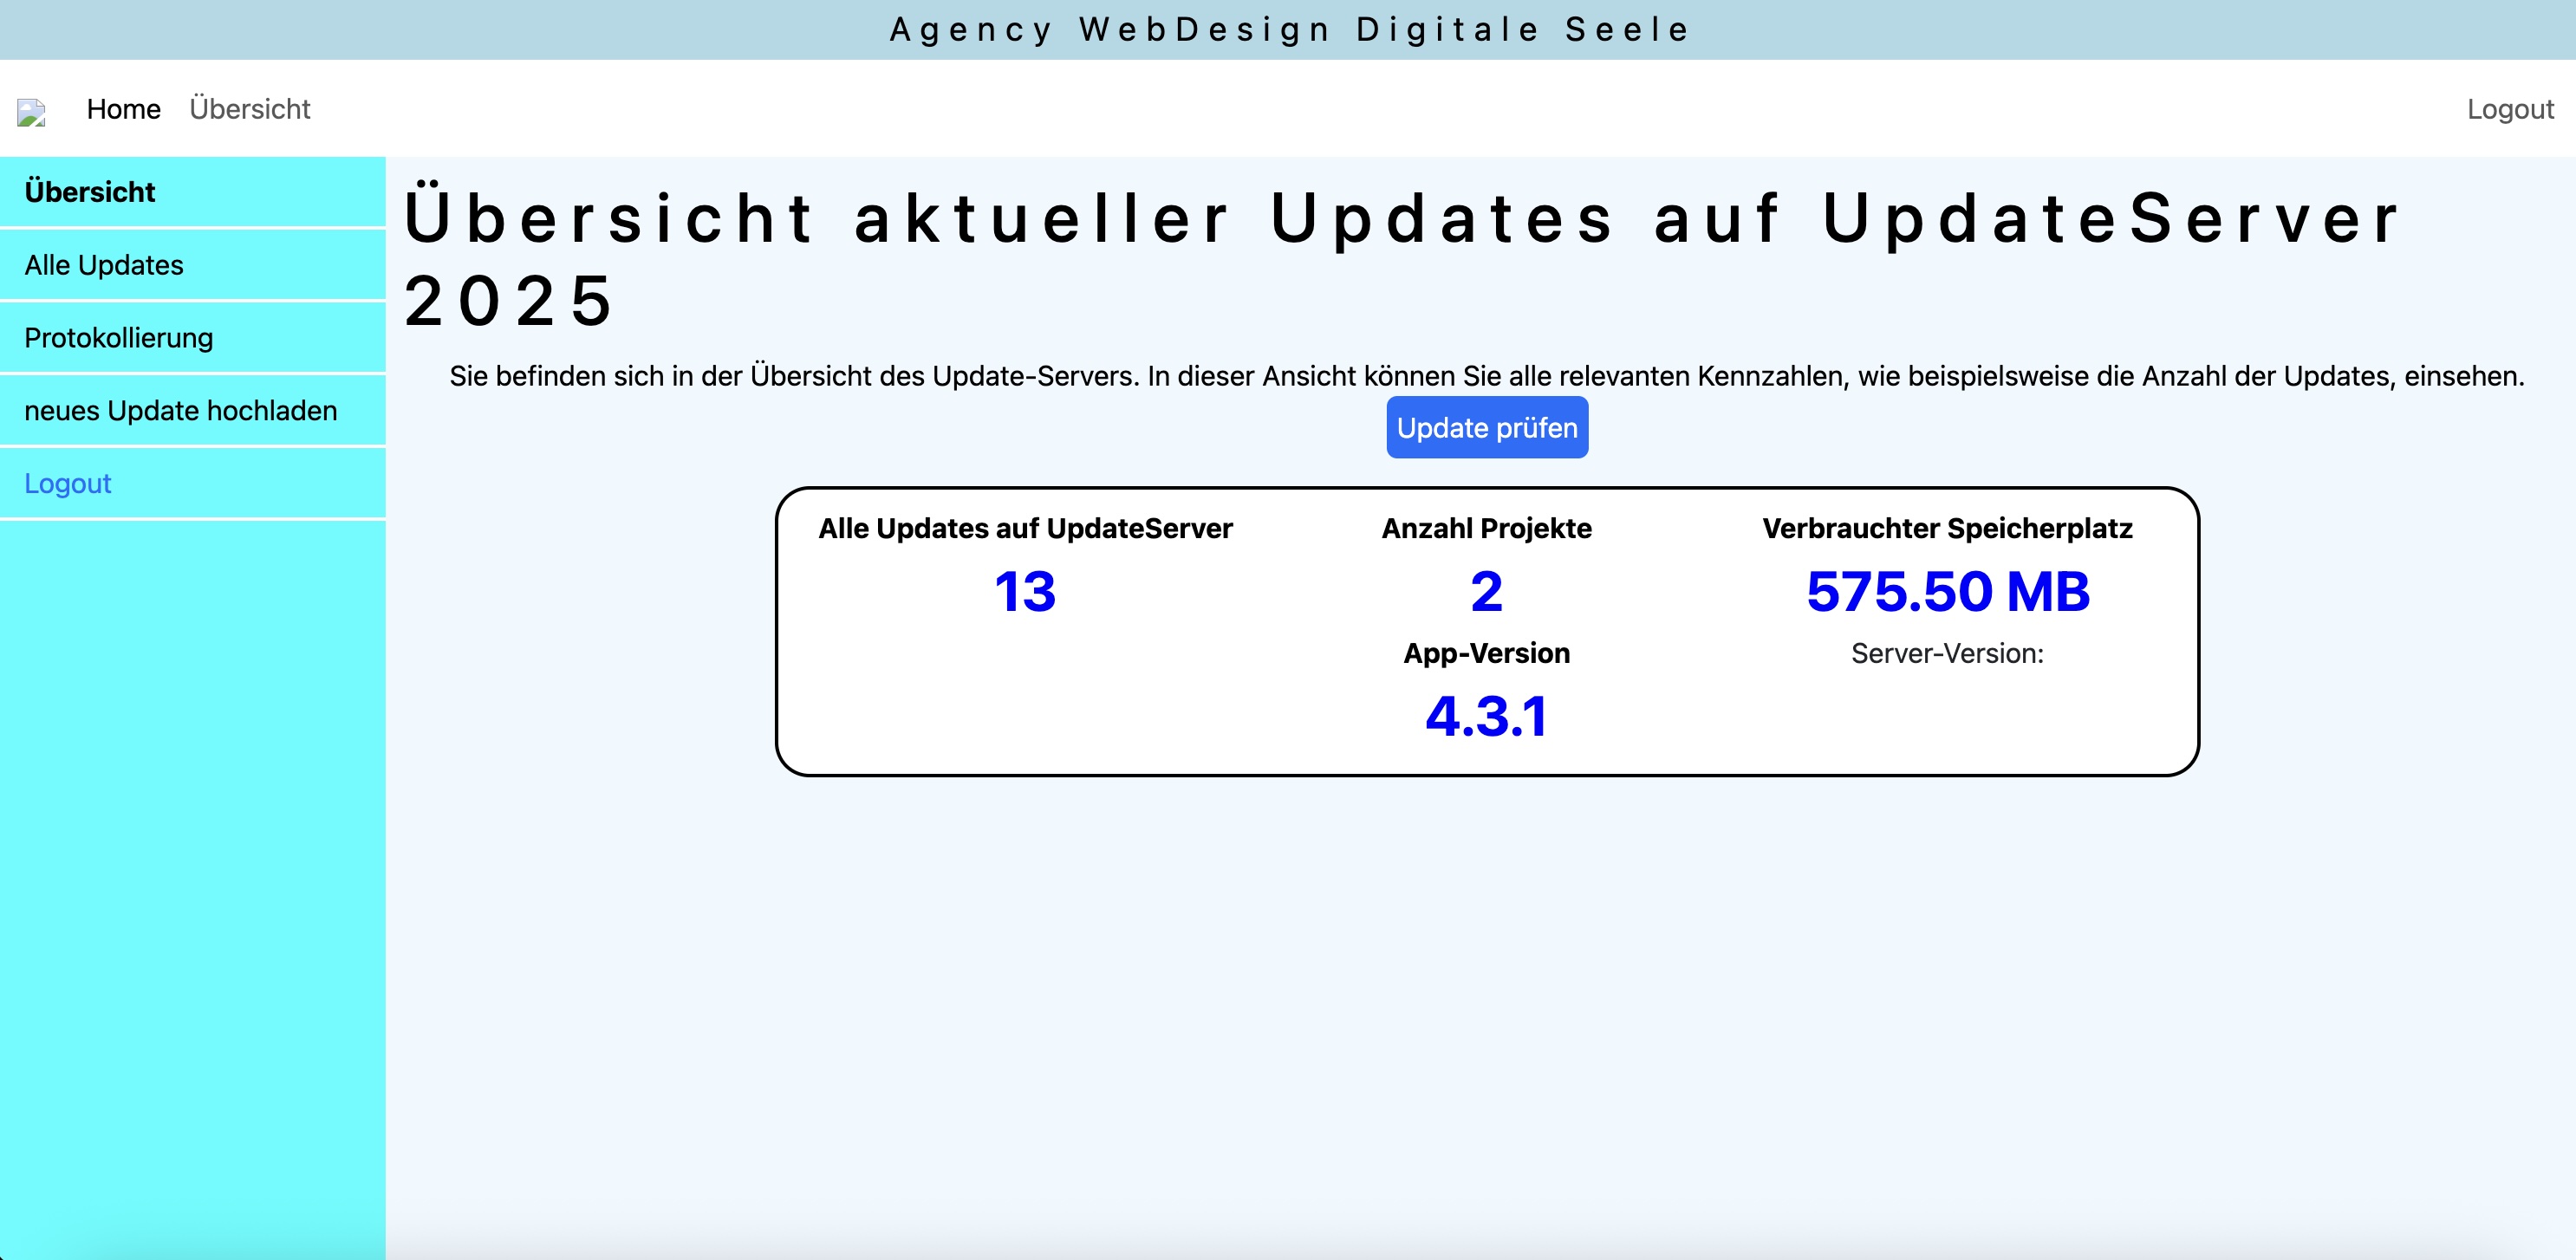 Agency WebDesign Digitale Seele
Home Übersicht Logout
Übersicht
Alle Updates
Protokollierung
neues Update hochladen
Logout
Übersicht aktueller Updates auf UpdateServer
2025
Sie befinden sich in der Übersicht des Update-Servers. In dieser Ansicht können Sie alle relevanten Kennzahlen, wie beispielsweise die Anzahl der Updates, einsehen.
Update prüfen
Alle Updates auf UpdateServer
13
Anzahl Projekte
2
Verbrauchter Speicherplatz
575.50 MB
App-Version
4.3.1
Server-Version: